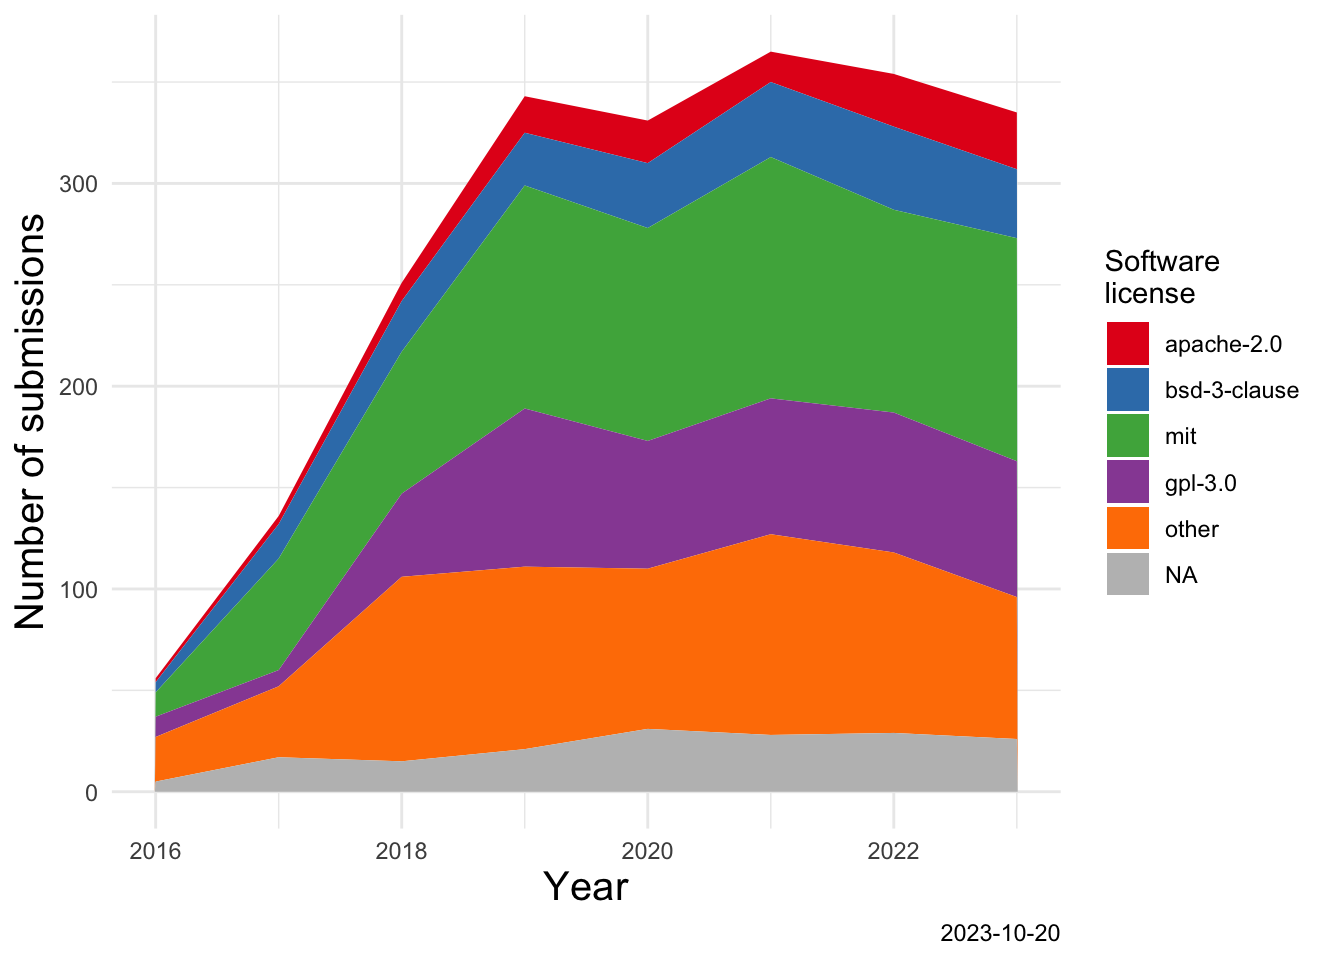 Number of submissions
300
200
100
0
2016
2018
2020
2022
Year
2023-10-20
Software
license
apache-2.0
bsd-3-clause
mit
gpl-3.0
other
NA